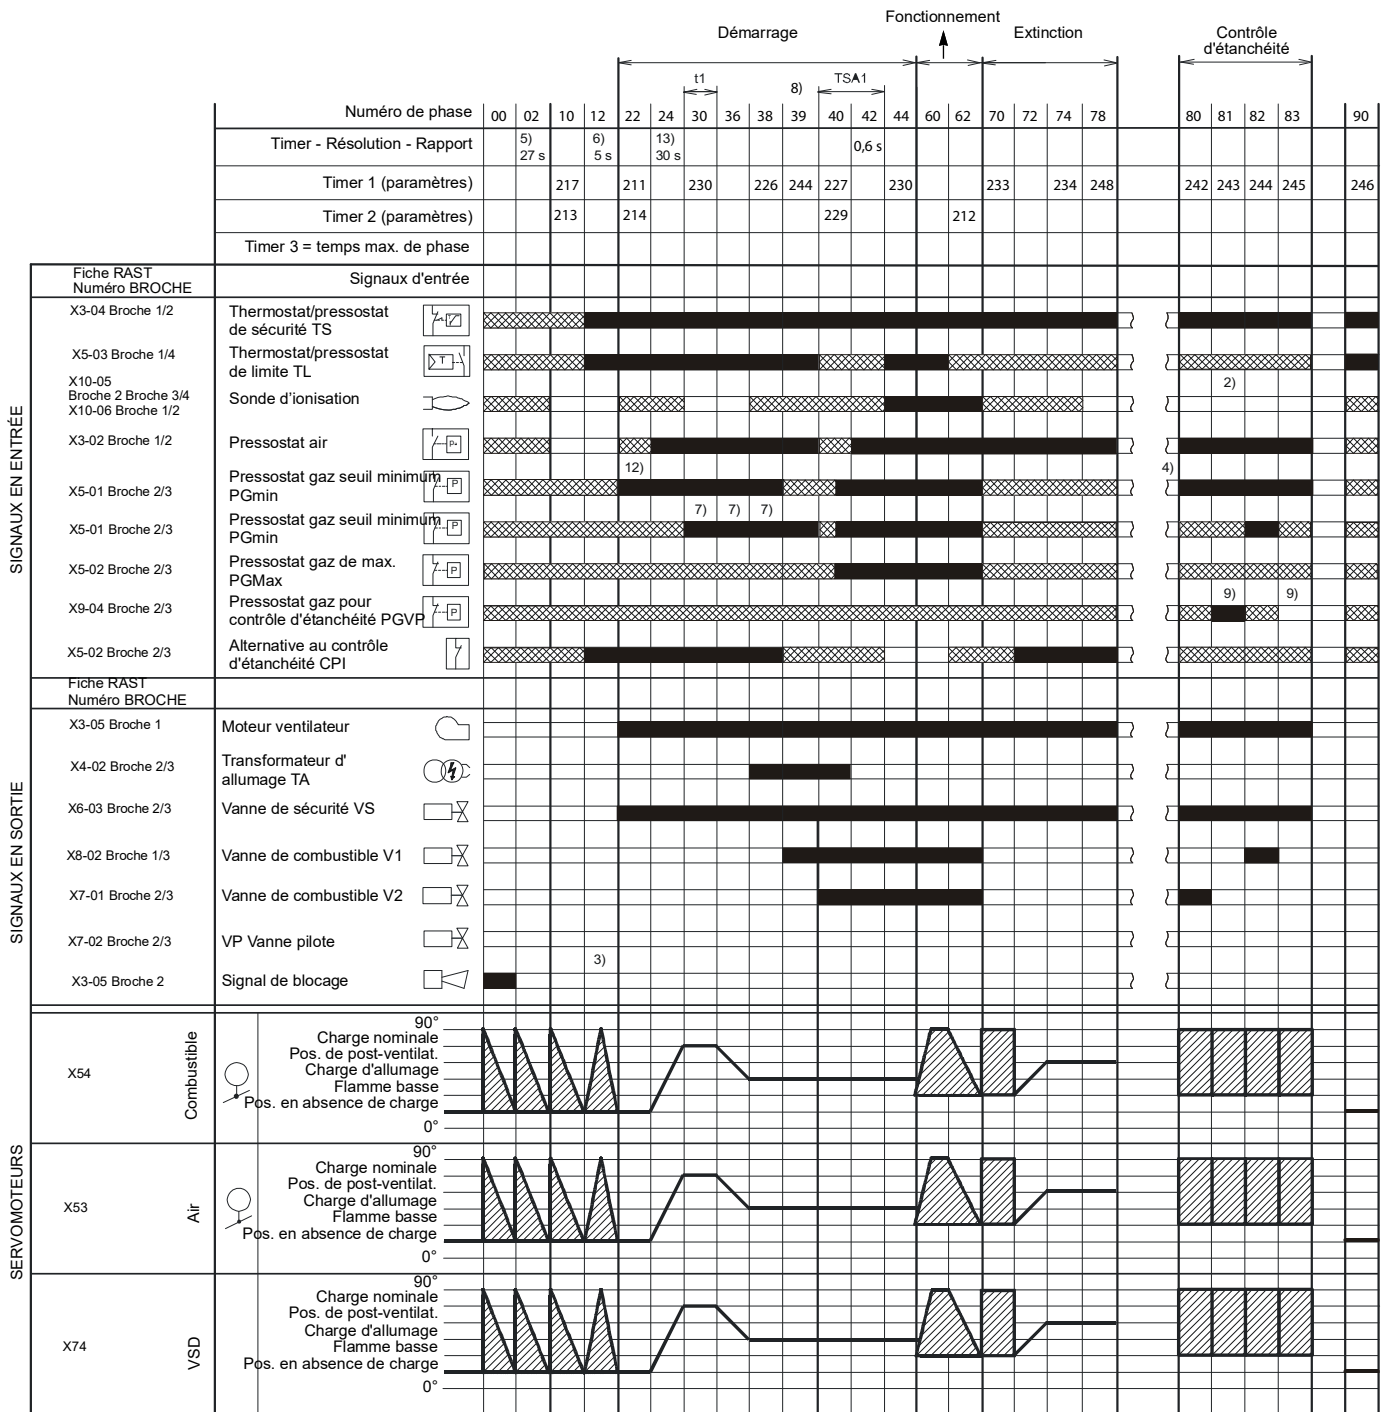 Démarrage
Fonctionnement
Extinction
Contrôle
d'étanchéité
t1
8)
TSA1
Numéro de phase 00 02 10 12 22 24 30 36 38 39 40 42 44 60 62 70 72 74 78 80 81 82 83 90
Timer - Résolution - Rapport 5) 6) 13) 0,6 s
27 s 5 s 30 s
Timer 1 (paramètres) 217 211 230 226 244 227 230 233 234 248 242 243 244 245 246
Timer 2 (paramètres) 213 214 229 212
Timer 3 = temps max. de phase
SIGNAUX EN ENTRÉE
Fiche RAST
Numéro BROCHE
Signaux d'entrée
X3-04 Broche 1/2
Thermostat/pressostat
de sécurité TS
X5-03 Broche 1/4
Thermostat/pressostat
de limite TL
T
2)
X10-05
Broche 2 Broche 3/4
X10-06 Broche 1/2
Sonde d'ionisation
X3-02 Broche 1/2
Pressostat air
P
12)
4)
X5-01 Broche 2/3
Pressostat gaz seuil minimum
PGmin
P
7) 7) 7)
X5-01 Broche 2/3
Pressostat gaz seuil minimum
PGmin
P
X5-02 Broche 2/3
Pressostat gaz de max.
PGMax
P
9) 9)
X9-04 Broche 2/3
Pressostat gaz pour
contrôle d'étanchéité PGVP
P
X5-02 Broche 2/3
Alternative au contrôle
d'étanchéité CPI
SIGNAUX EN SORTIE
Fiche RAST
Numéro BROCHE
X3-05 Broche 1
Moteur ventilateur
X4-02 Broche 2/3
Transformateur d'
allumage TA
X6-03 Broche 2/3
Vanne de sécurité VS
X8-02 Broche 1/3
Vanne de combustible V1
X7-01 Broche 2/3
Vanne de combustible V2
X7-02 Broche 2/3
VP Vanne pilote
3)
X3-05 Broche 2
Signal de blocage
SERVOMOTEURS
X54
Combustible
90°
Charge nominale
Pos. de post-ventilat.
Charge d'allumage
Flamme basse
Pos. en absence de charge
0°
X53
Air
90°
Charge nominale
Pos. de post-ventilat.
Charge d'allumage
Flamme basse
Pos. en absence de charge
0°
X74
VSD
90°
Charge nominale
Pos. de post-ventilat.
Charge d'allumage
Flamme basse
Pos. en absence de charge
0°